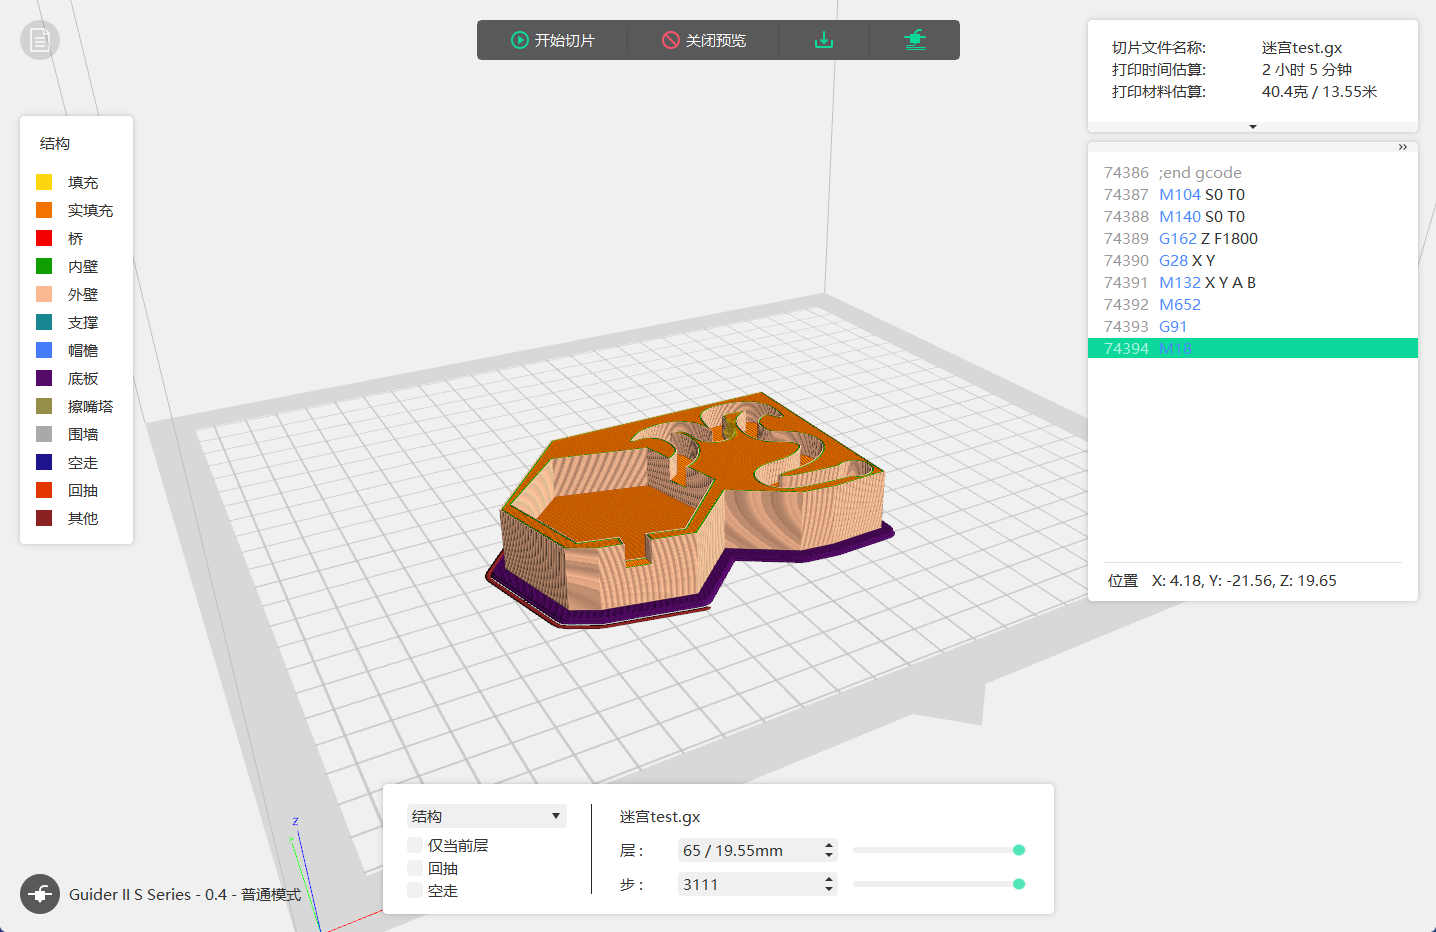 开始切片
关闭预览
切片文件名称: 迷宫test.gx
打印时间估算: 2 小时 5 分钟
打印材料估算: 40.4克 / 13.55米
結构
填充
实填充
桥
内壁
外壁
支撑
帽檐
底板
擦嘴塔
围墙
空走
回抽
其他
»
74386 ;end gcode
74387 M104 S0 T0
74388 M140 S0 T0
74389 G162 Z F1800
74390 G28 X Y
74391 M132 X Y A B
74392 M652
74393 G91
74394 M18
位置 X: 4.18, Y: -21.56, Z: 19.65
Z
Y
Guider II S Series - 0.4 - 普通模式
结构
仅当前层
回抽
空走
迷宫test.gx
层 : 65 / 19.55mm
步 : 3111